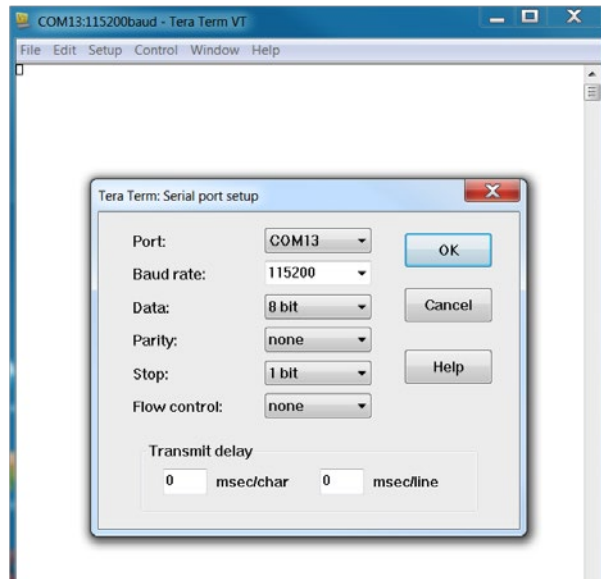 COM13:115200baud - Tera Term VT
File Edit Setup Control Window Help
Tera Term: Serial port setup
Port: COM13
OK
Baud rate: 115200
Data: 8 bit
Cancel
Parity: none
Stop: 1 bit
Help
Flow control: none
Transmit delay
0 msec/char 0 msec/line